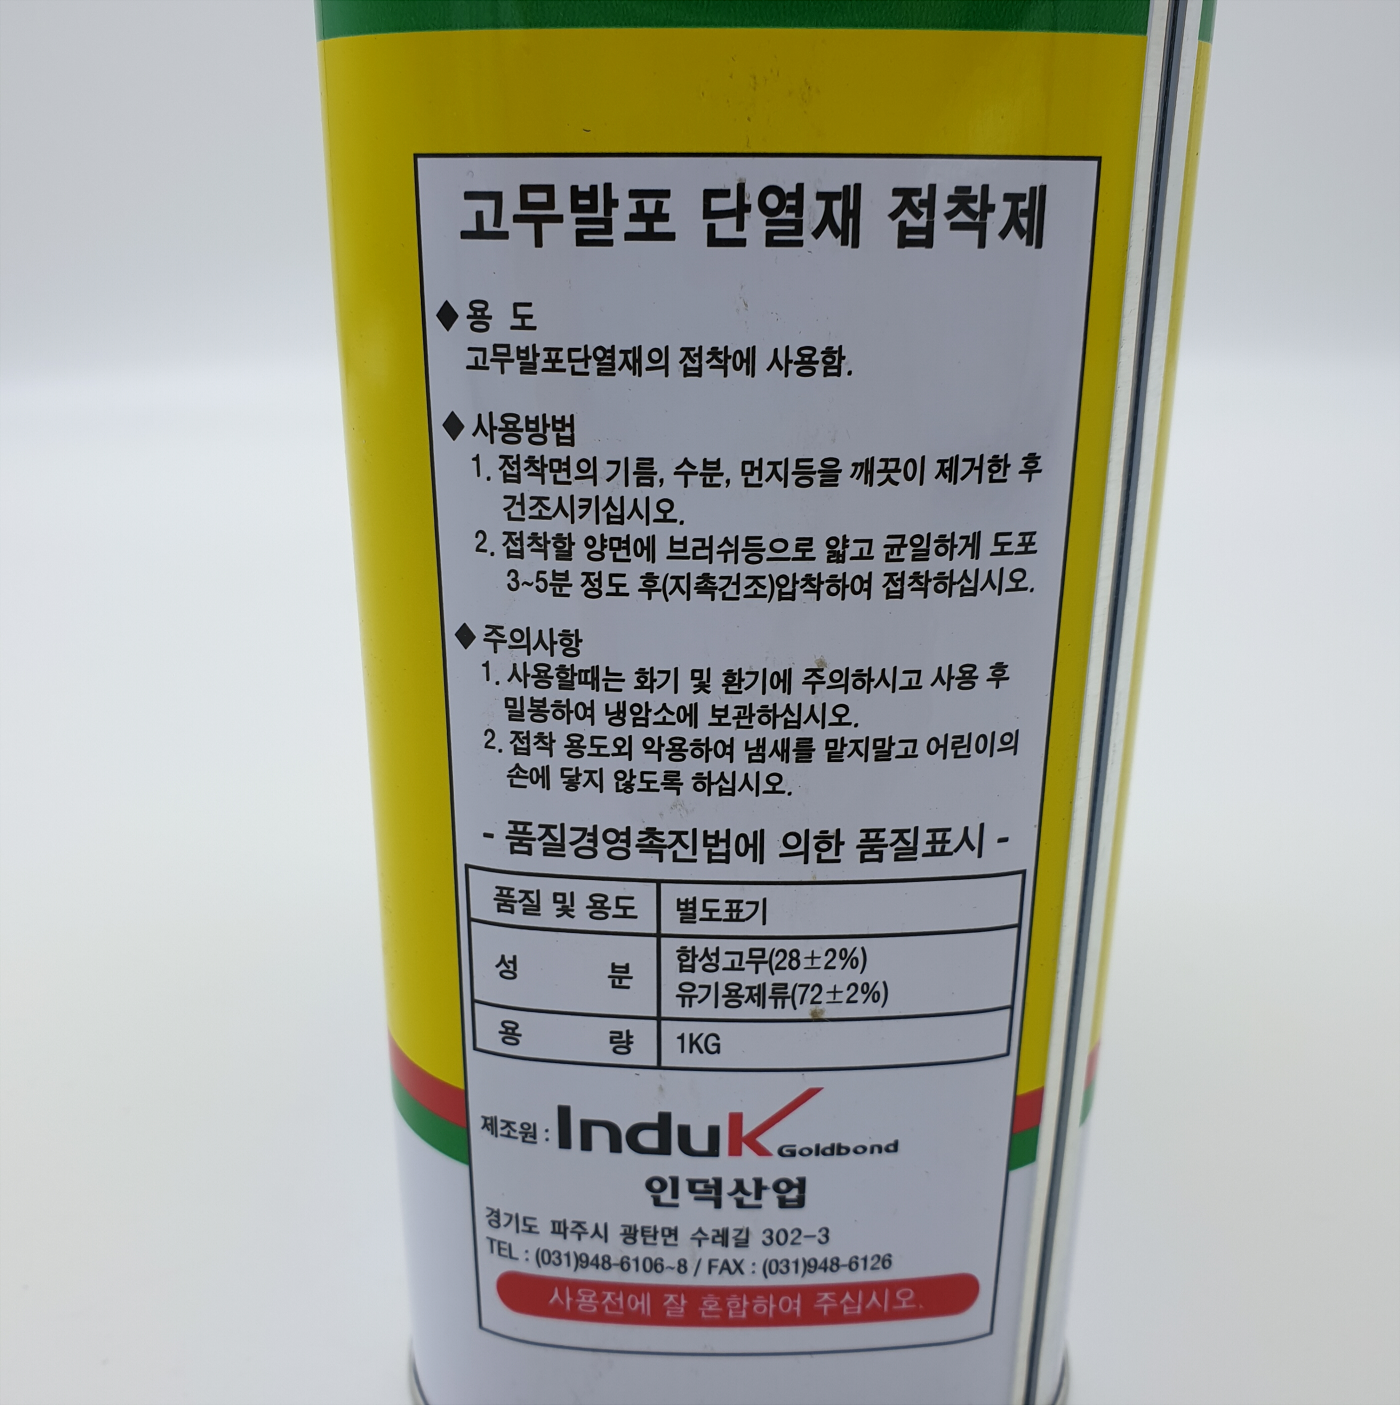 고무발포 단열재 접착제
◆용 도
고무발포단열재의 접착에 사용함.
◆사용방법
1. 접착면의 기름, 수분, 먼지등을 깨끗이 제거한 후
건조시키십시오.
2. 접착할 양면에 브러쉬등으로 얇고 균일하게 도포
3~5분 정도 후(지촉건조)압착하여 접착하십시오.
◆주의사항
1. 사용할때는 화기 및 환기에 주의하시고 사용 후
밀봉하여 냉암소에 보관하십시오.
2. 접착 용도외 악용하여 냄새를 맡지말고 어린이의
손에 닿지 않도록 하십시오.
- 품질경영촉진법에 의한 품질표시 -
품질 및 용도 별도표기
성 분 합성고무(28±2%)
유기용제류(72±2%)
용 량 1KG
제조원 : InduK Goldbond
인덕산업
경기도 파주시 광탄면 수레길 302-3
TEL : (031)948-6106~8 / FAX : (031)948-6126
사용전에 잘 혼합하여 주십시오.